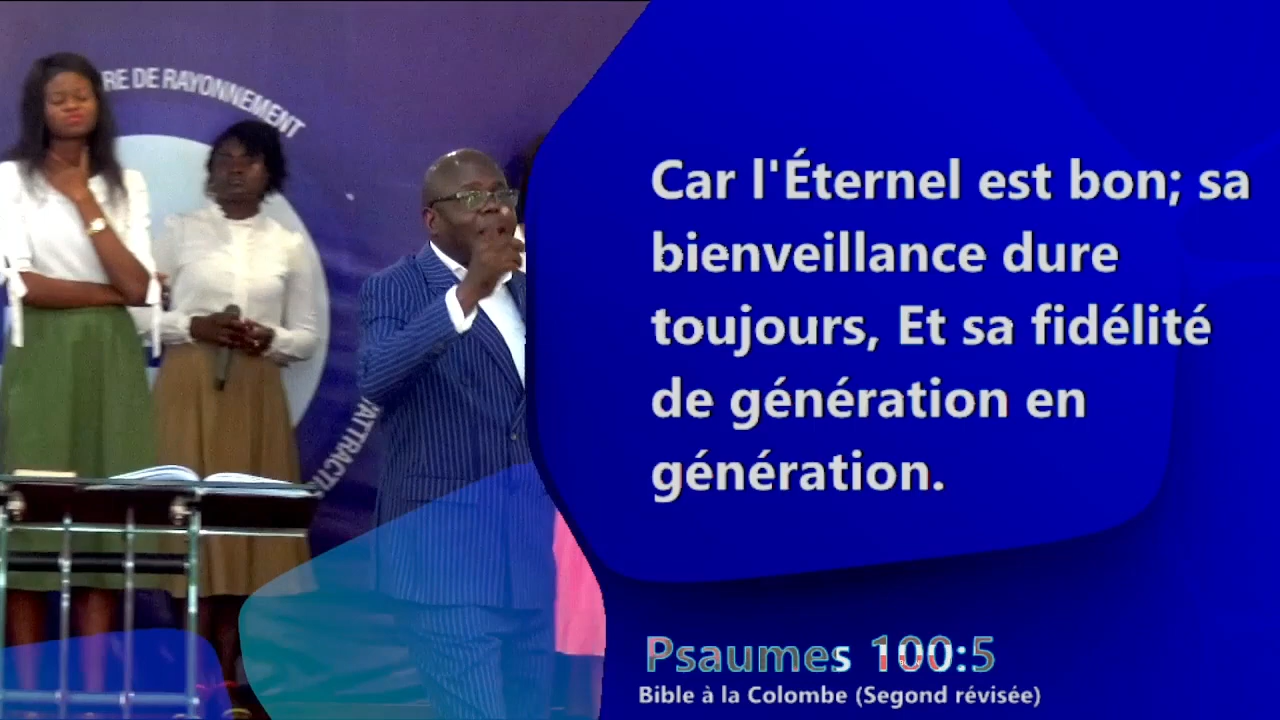 RE DE RAYONNEMENT
Car l'Éternel est bon; sa
bienveillance dure
toujours, Et sa fidélité
de génération en
génération.
Psaumes 100:5
Bible à la Colombe (Segond révisée)